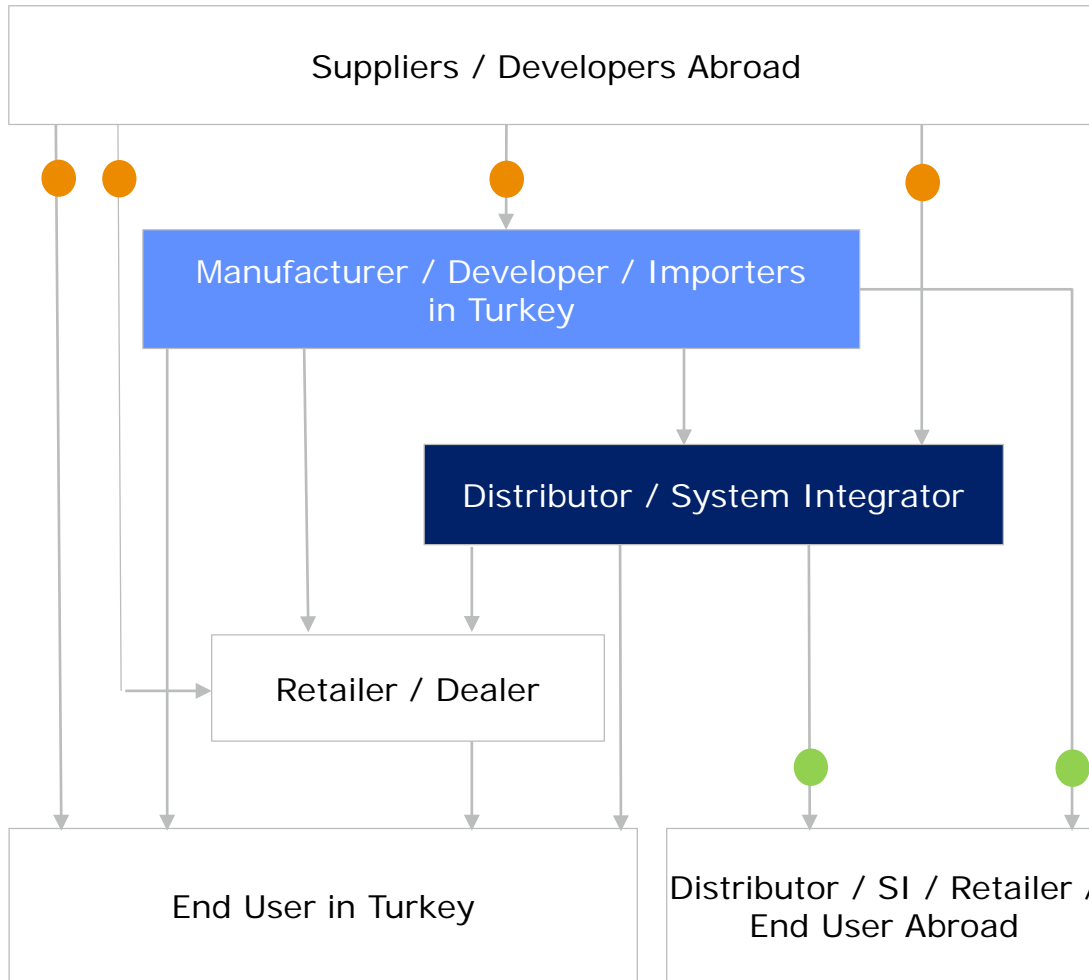 Suppliers / Developers Abroad
Manufacturer / Developer / Importers
in Turkey
Distributor / System Integrator
Retailer / Dealer
End User in Turkey
Distributor / SI / Retailer /
End User Abroad